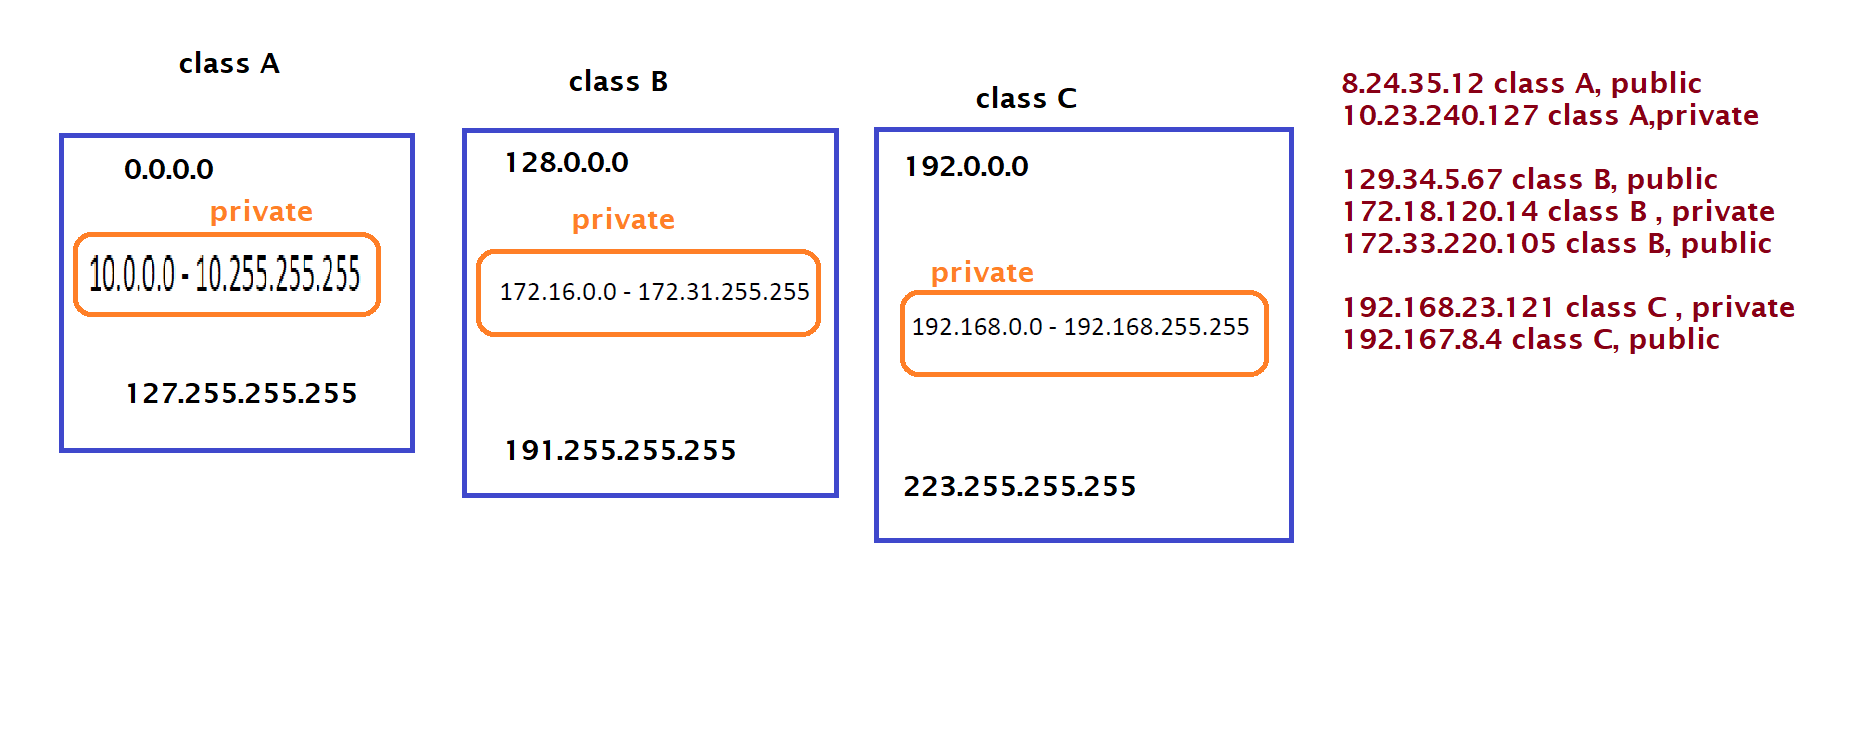 class A
0.0.0.0
private
10.0.0.0 - 10.255.255.255
127.255.255.255
class B
128.0.0.0
private
172.16.0.0 - 172.31.255.255
191.255.255.255
class C
192.0.0.0
private
192.168.0.0 - 192.168.255.255
223.255.255.255
8.24.35.12 class A, public
10.23.240.127 class A,private
129.34.5.67 class B, public
172.18.120.14 class B , private
172.33.220.105 class B, public
192.168.23.121 class C , private
192.167.8.4 class C, public